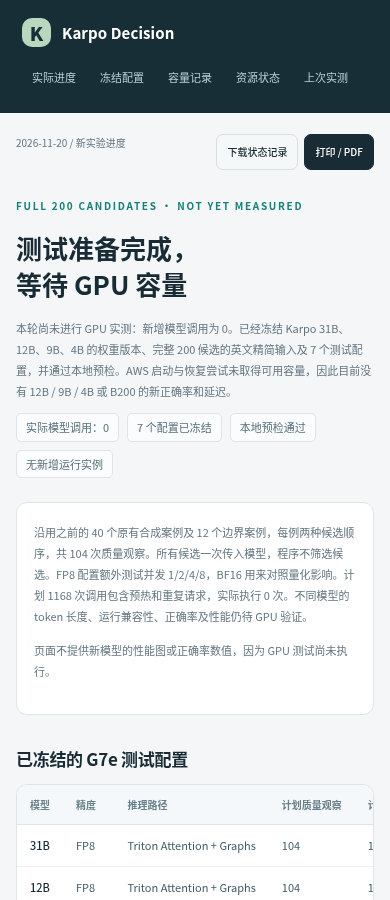 K Karpo Decision
实际进度 冻结配置 容量记录 资源状态 上次实测
2026-11-20 / 新实验进度
下载状态记录 打印 / PDF
FULL 200 CANDIDATES · NOT YET MEASURED
测试准备完成，
等待 GPU 容量
本轮尚未进行 GPU 实测：新增模型调用为 0。已经冻结 Karpo 31B、
12B、9B、4B 的权重版本、完整 200 候选的英文精简输入及 7 个测试配
置，并通过本地预检。AWS 启动与恢复尝试未取得可用容量，因此目前没
有 12B / 9B / 4B 或 B200 的新正确率和延迟。
实际模型调用：0 7 个配置已冻结 本地预检通过
无新增运行实例
沿用之前的 40 个原有合成案例及 12 个边界案例，每例两种候选顺
序，共 104 次质量观察。所有候选一次传入模型，程序不筛选候
选。FP8 配置额外测试并发 1/2/4/8，BF16 用来对照量化影响。计
划 1168 次调用包含预热和重复请求，实际执行 0 次。不同模型的
token 长度、运行兼容性、正确率及性能仍待 GPU 验证。
页面不提供新模型的性能图或正确率数值，因为 GPU 测试尚未执
行。
已冻结的 G7e 测试配置
模型 精度 推理路径 计划质量观察
31B FP8 Triton Attention + Graphs 104
12B FP8 Triton Attention + Graphs 104